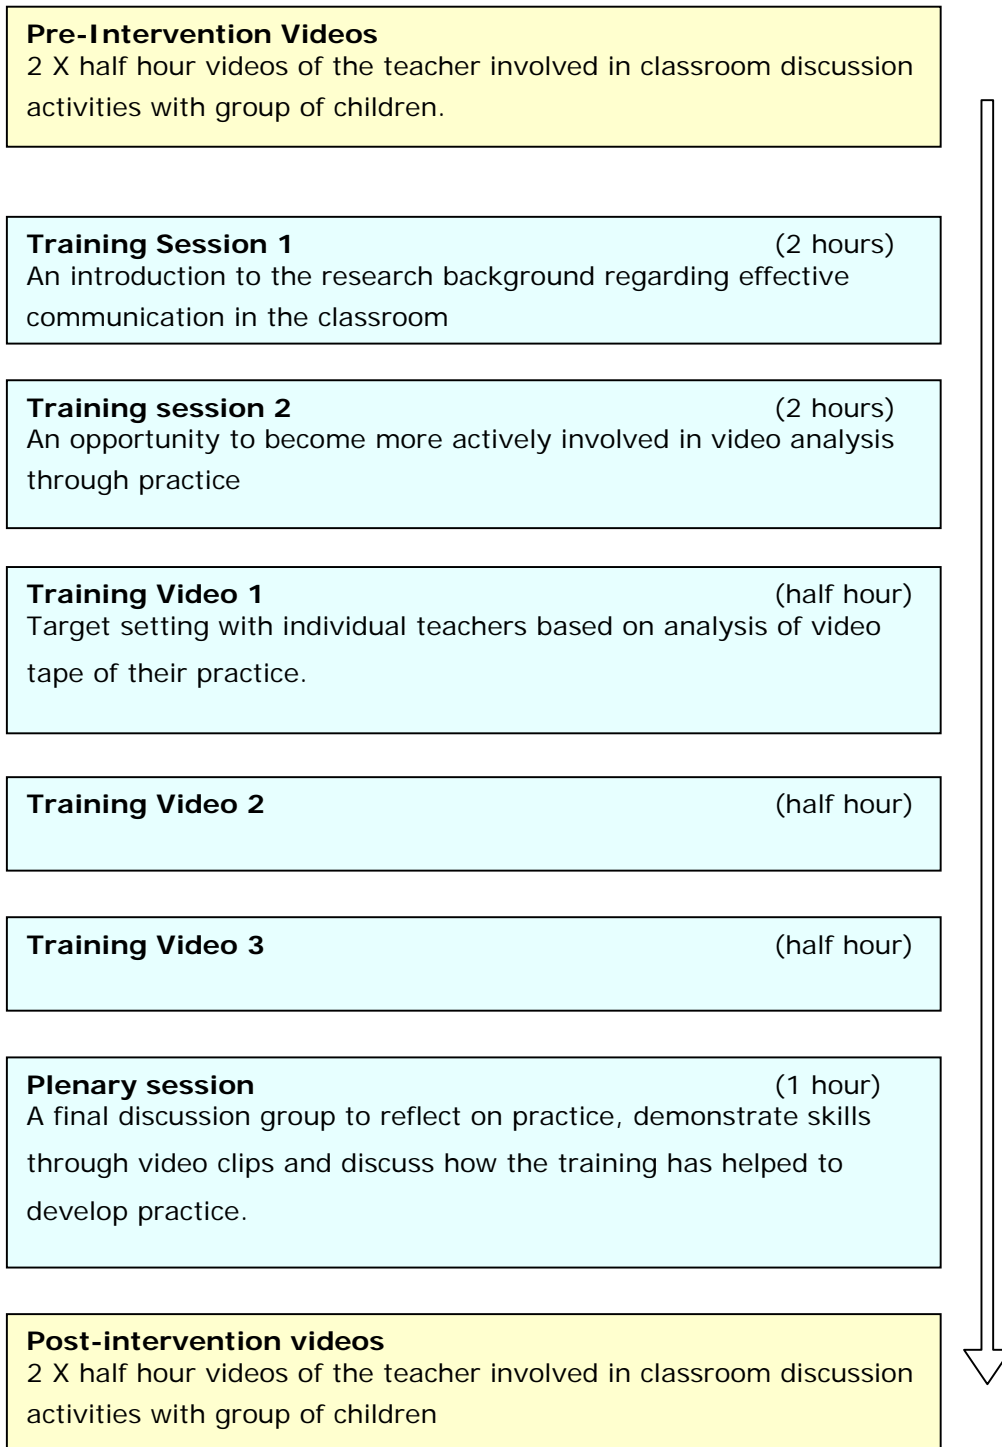 Pre-Intervention Videos
2 X half hour videos of the teacher involved in classroom discussion
activities with group of children.
Training Session 1 (2 hours)
An introduction to the research background regarding effective
communication in the classroom
Training session 2 (2 hours)
An opportunity to become more actively involved in video analysis
through practice
Training Video 1 (half hour)
Target setting with individual teachers based on analysis of video
tape of their practice.
Training Video 2 (half hour)
Training Video 3 (half hour)
Plenary session (1 hour)
A final discussion group to reflect on practice, demonstrate skills
through video clips and discuss how the training has helped to
develop practice.
Post-intervention videos
2 X half hour videos of the teacher involved in classroom discussion
activities with group of children